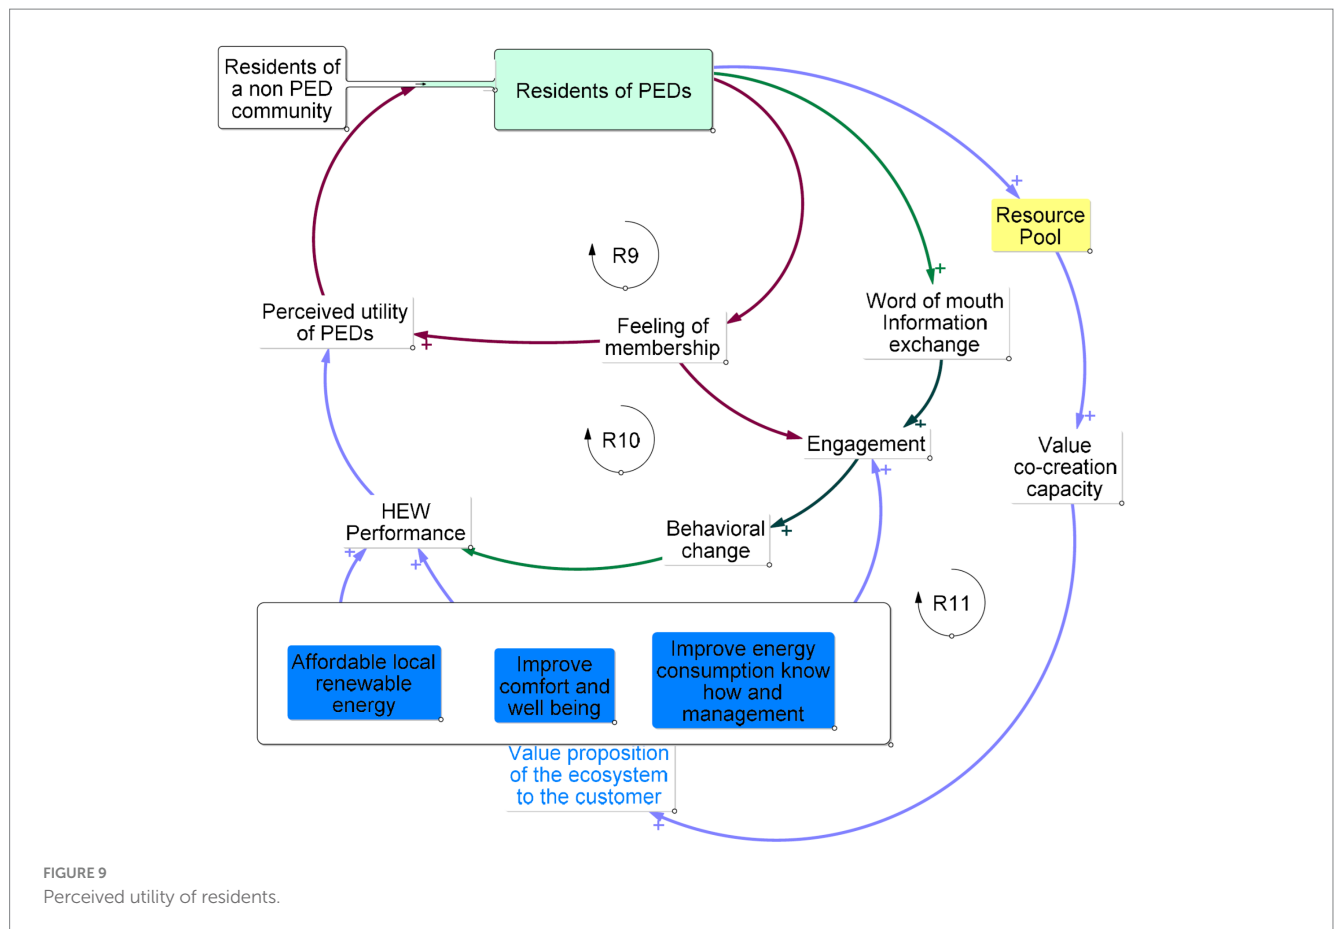 Residents of
a non PED
community
Residents of PEDs
+
Resource
Pool
R9
+
Word of mouth
Information
exchange
Perceived utility
of PEDs
+
Feeling of
membership
R10
+
Engagement
+
+
Value
co-creation
capacity
HEW
Performance
Behavioral
change
+
+
+
R11
Affordable local
renewable
energy
Improve
comfort and
well being
Improve energy
consumption know
how and
management
Value proposition
of the ecosystem
to the customer
+
FIGURE 9
Perceived utility of residents.